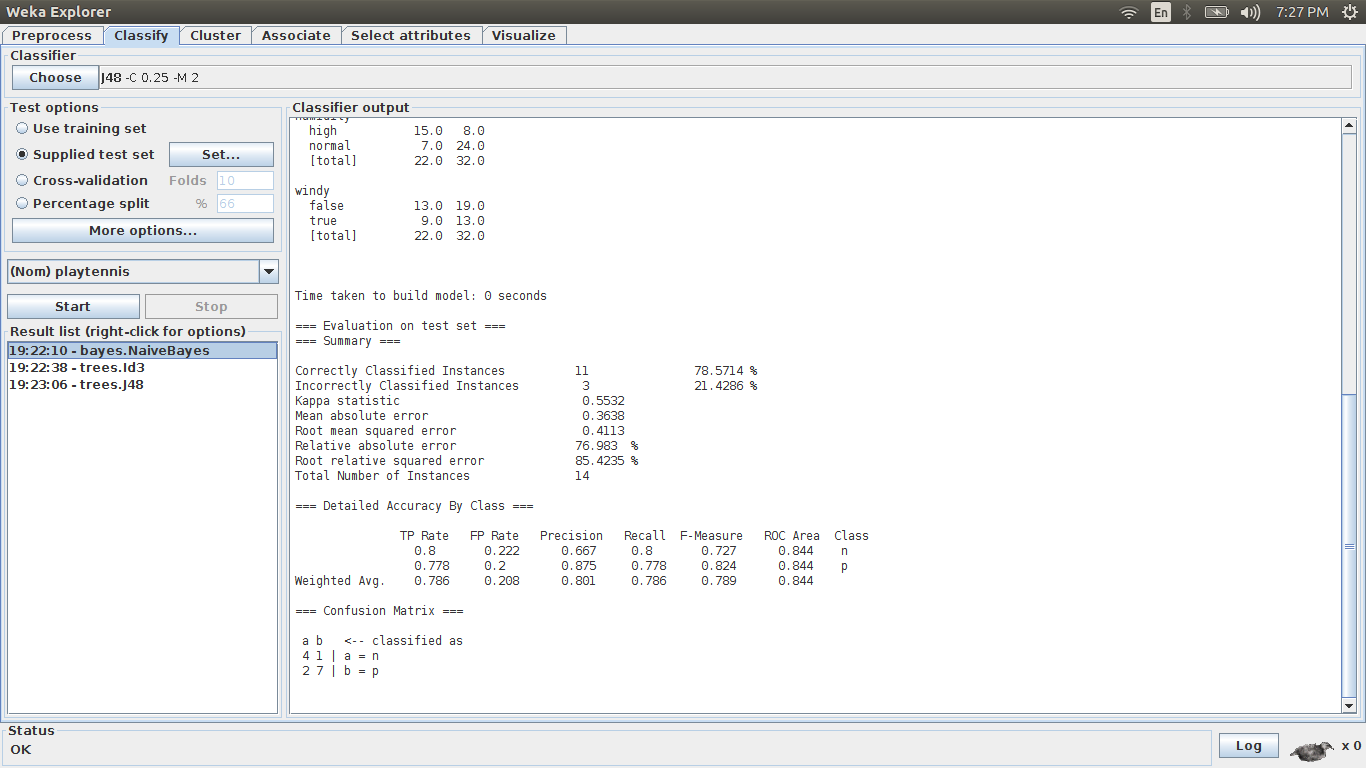 Weka Explorer
En
7:27 PM
Preprocess Classify Cluster Associate Select attributes Visualize
Classifier
Choose J48 -C 0.25 -M 2
Test options
Use training set
Supplied test set Set...
Cross-validation Folds 10
Percentage split % 66
More options...
(Nom) playtennis
Start Stop
Result list (right-click for options)
19:22:10 - bayes.NaiveBayes
19:22:38 - trees.Id3
19:23:06 - trees.J48
Classifier output
humidity
high 15.0 8.0
normal 7.0 24.0
[total] 22.0 32.0
windy
false 13.0 19.0
true 9.0 13.0
[total] 22.0 32.0
Time taken to build model: 0 seconds
=== Evaluation on test set ===
=== Summary ===
Correctly Classified Instances 11 78.5714 %
Incorrectly Classified Instances 3 21.4286 %
Kappa statistic 0.5532
Mean absolute error 0.3638
Root mean squared error 0.4113
Relative absolute error 76.983 %
Root relative squared error 85.4235 %
Total Number of Instances 14
=== Detailed Accuracy By Class ===
TP Rate FP Rate Precision Recall F-Measure ROC Area Class
0.8 0.222 0.667 0.8 0.727 0.844 n
0.778 0.2 0.875 0.778 0.824 0.844 p
Weighted Avg. 0.786 0.208 0.801 0.786 0.789 0.844
=== Confusion Matrix ===
a b <-- classified as
4 1 | a = n
2 7 | b = p
Status
OK
Log
x 0